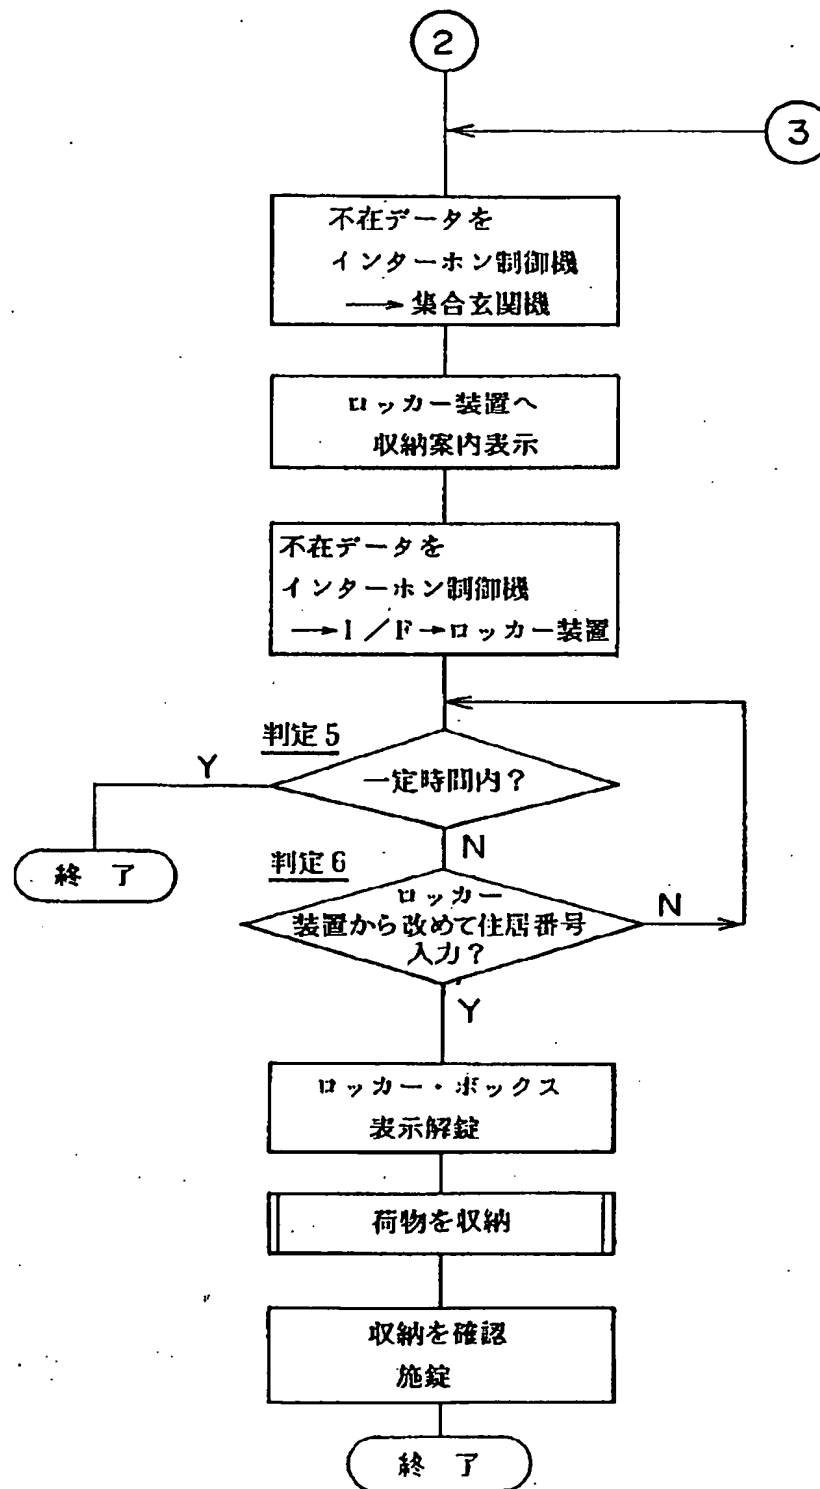 2
3
不在データを
インターホン制御機
→集合玄関機
ロッカー装置へ
収納案内表示
不在データを
インターホン制御機
→I/F→ロッカー装置
判定5
Y
一定時間内?
N
終了
判定6
ロッカー
装置から改めて住居番号
入力?
N
Y
ロッカー・ボックス
表示解錠
荷物を収納
収納を確認
施錠
終了